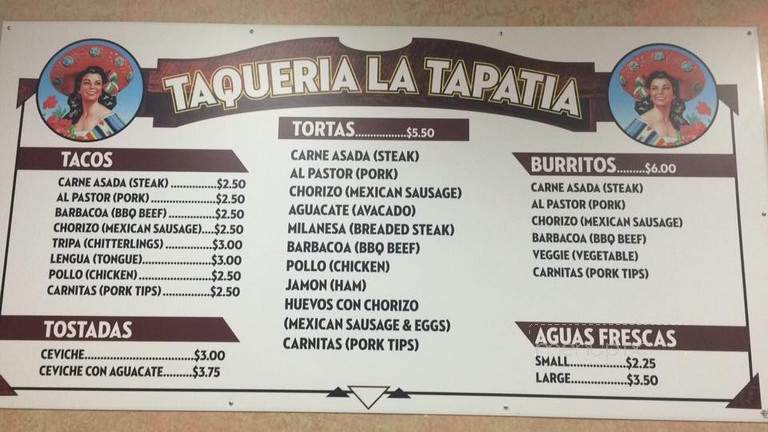 TAQUERIA LA TAPATIA
TACOS
CARNE ASADA (STEAK)..............$2.50
AL PASTOR (PORK)....................$2.50
BARBACOA (BBQ BEEF)...............$2.50
CHORIZO (MEXICAN SAUSAGE)....$2.50
TRIPA (CHITTERLINGS)..............$3.00
LENGUA (TONGUE)...................$3.00
POLLO (CHICKEN).....................$2.50
CARNITAS (PORK TIPS)...............$2.50
TOSTADAS
CEVICHE............................$3.00
CEVICHE CON AGUACATE........$3.75
TORTAS................$5.50
CARNE ASADA (STEAK)
AL PASTOR (PORK)
CHORIZO (MEXICAN SAUSAGE)
AGUACATE (AVACADO)
MILANESA (BREADED STEAK)
BARBACOA (BBQ BEEF)
POLLO (CHICKEN)
JAMON (HAM)
HUEVOS CON CHORIZO
(MEXICAN SAUSAGE & EGGS)
CARNITAS (PORK TIPS)
BURRITOS.........$6.00
CARNE ASADA (STEAK)
AL PASTOR (PORK)
CHORIZO (MEXICAN SAUSAGE)
BARBACOA (BBQ BEEF)
VEGGIE (VEGETABLE)
CARNITAS (PORK TIPS)
AGUAS FRESCAS
SMALL....................$2.25
LARGE....................$3.50